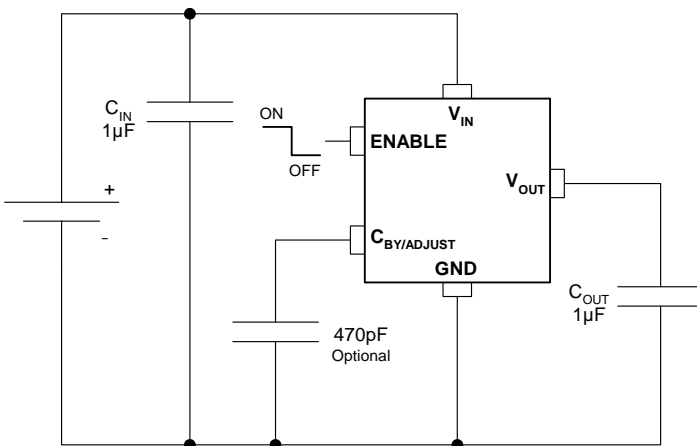 C_IN
1µF
ON
OFF
V_IN
ENABLE
V_OUT
+
-
C_BY/ADJUST
GND
C_OUT
1µF
470pF
Optional